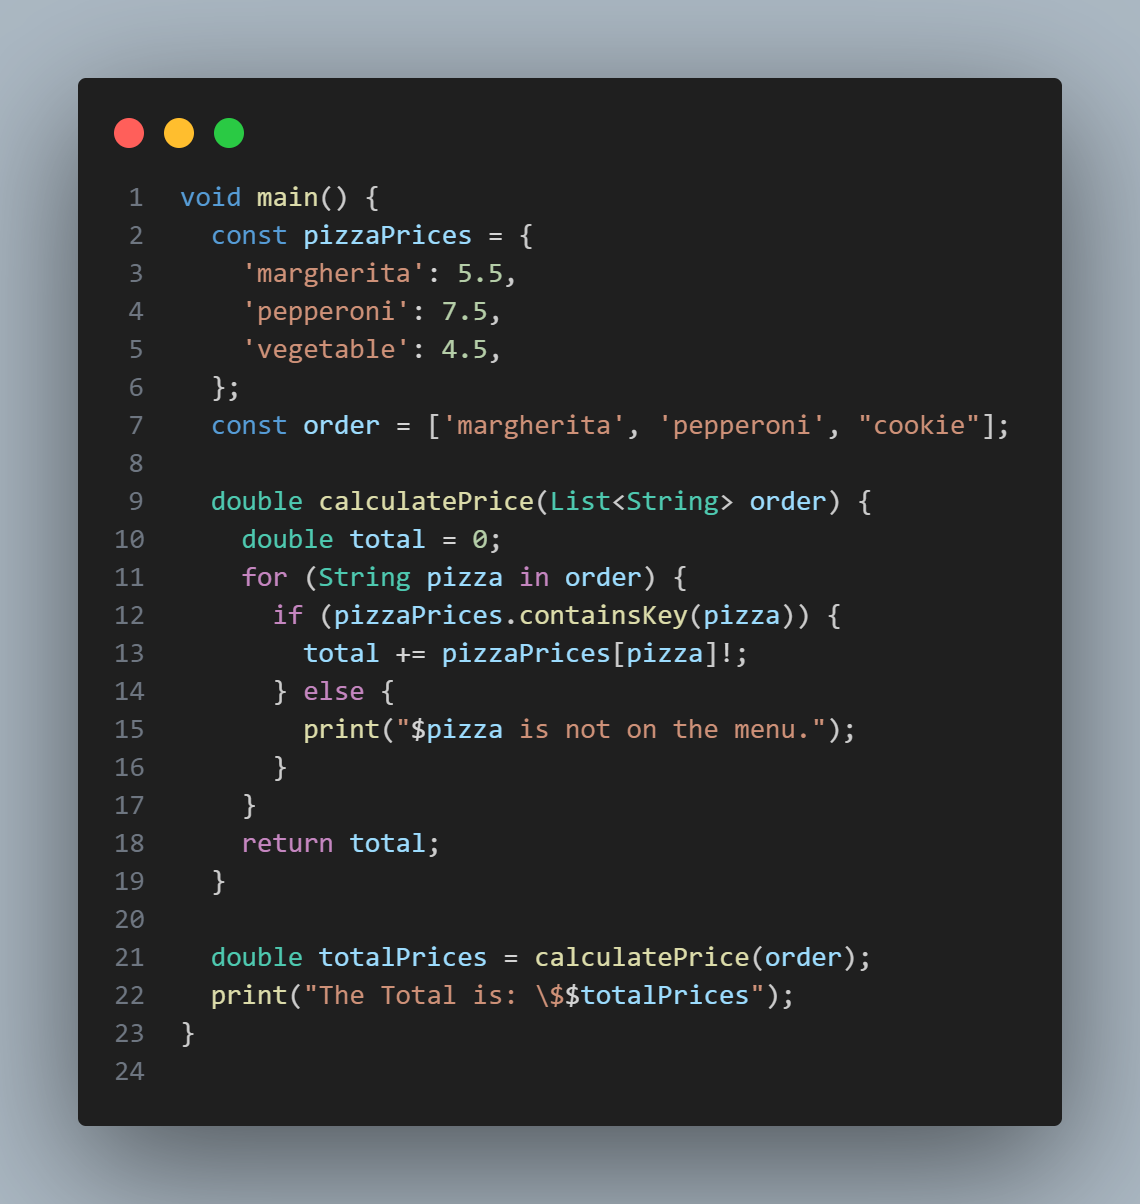 1 void main() {
2   const pizzaPrices = {
3     'margherita': 5.5,
4     'pepperoni': 7.5,
5     'vegetable': 4.5,
6   };
7   const order = ['margherita', 'pepperoni', "cookie"];
8
9   double calculatePrice(List<String> order) {
10     double total = 0;
11     for (String pizza in order) {
12       if (pizzaPrices.containsKey(pizza)) {
13         total += pizzaPrices[pizza]!;
14       } else {
15         print("$pizza is not on the menu.");
16       }
17     }
18     return total;
19   }
20
21   double totalPrices = calculatePrice(order);
22   print("The Total is: \$$totalPrices");
23 }
24